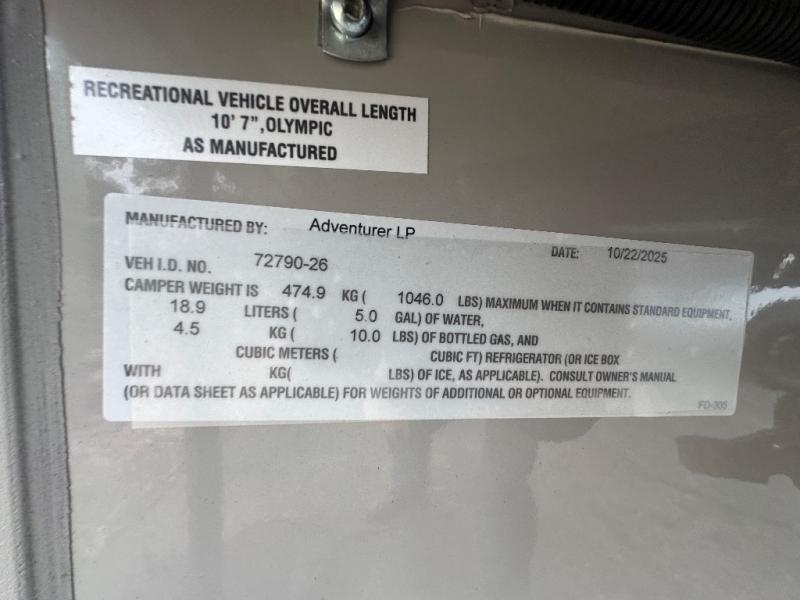 RECREATIONAL VEHICLE OVERALL LENGTH
10' 7", OLYMPIC
AS MANUFACTURED
MANUFACTURED BY: Adventurer LP DATE: 10/22/2025
VEH I.D. NO. 72790-26
CAMPER WEIGHT IS 474.9 KG ( 1046.0 LBS) MAXIMUM WHEN IT CONTAINS STANDARD EQUIPMENT,
18.9 LITERS ( 5.0 GAL) OF WATER,
4.5 KG ( 10.0 LBS) OF BOTTLED GAS, AND
CUBIC METERS ( CUBIC FT) REFRIGERATOR (OR ICE BOX
WITH KG( LBS) OF ICE, AS APPLICABLE). CONSULT OWNER'S MANUAL
(OR DATA SHEET AS APPLICABLE) FOR WEIGHTS OF ADDITIONAL OR OPTIONAL EQUIPMENT.
FD-305